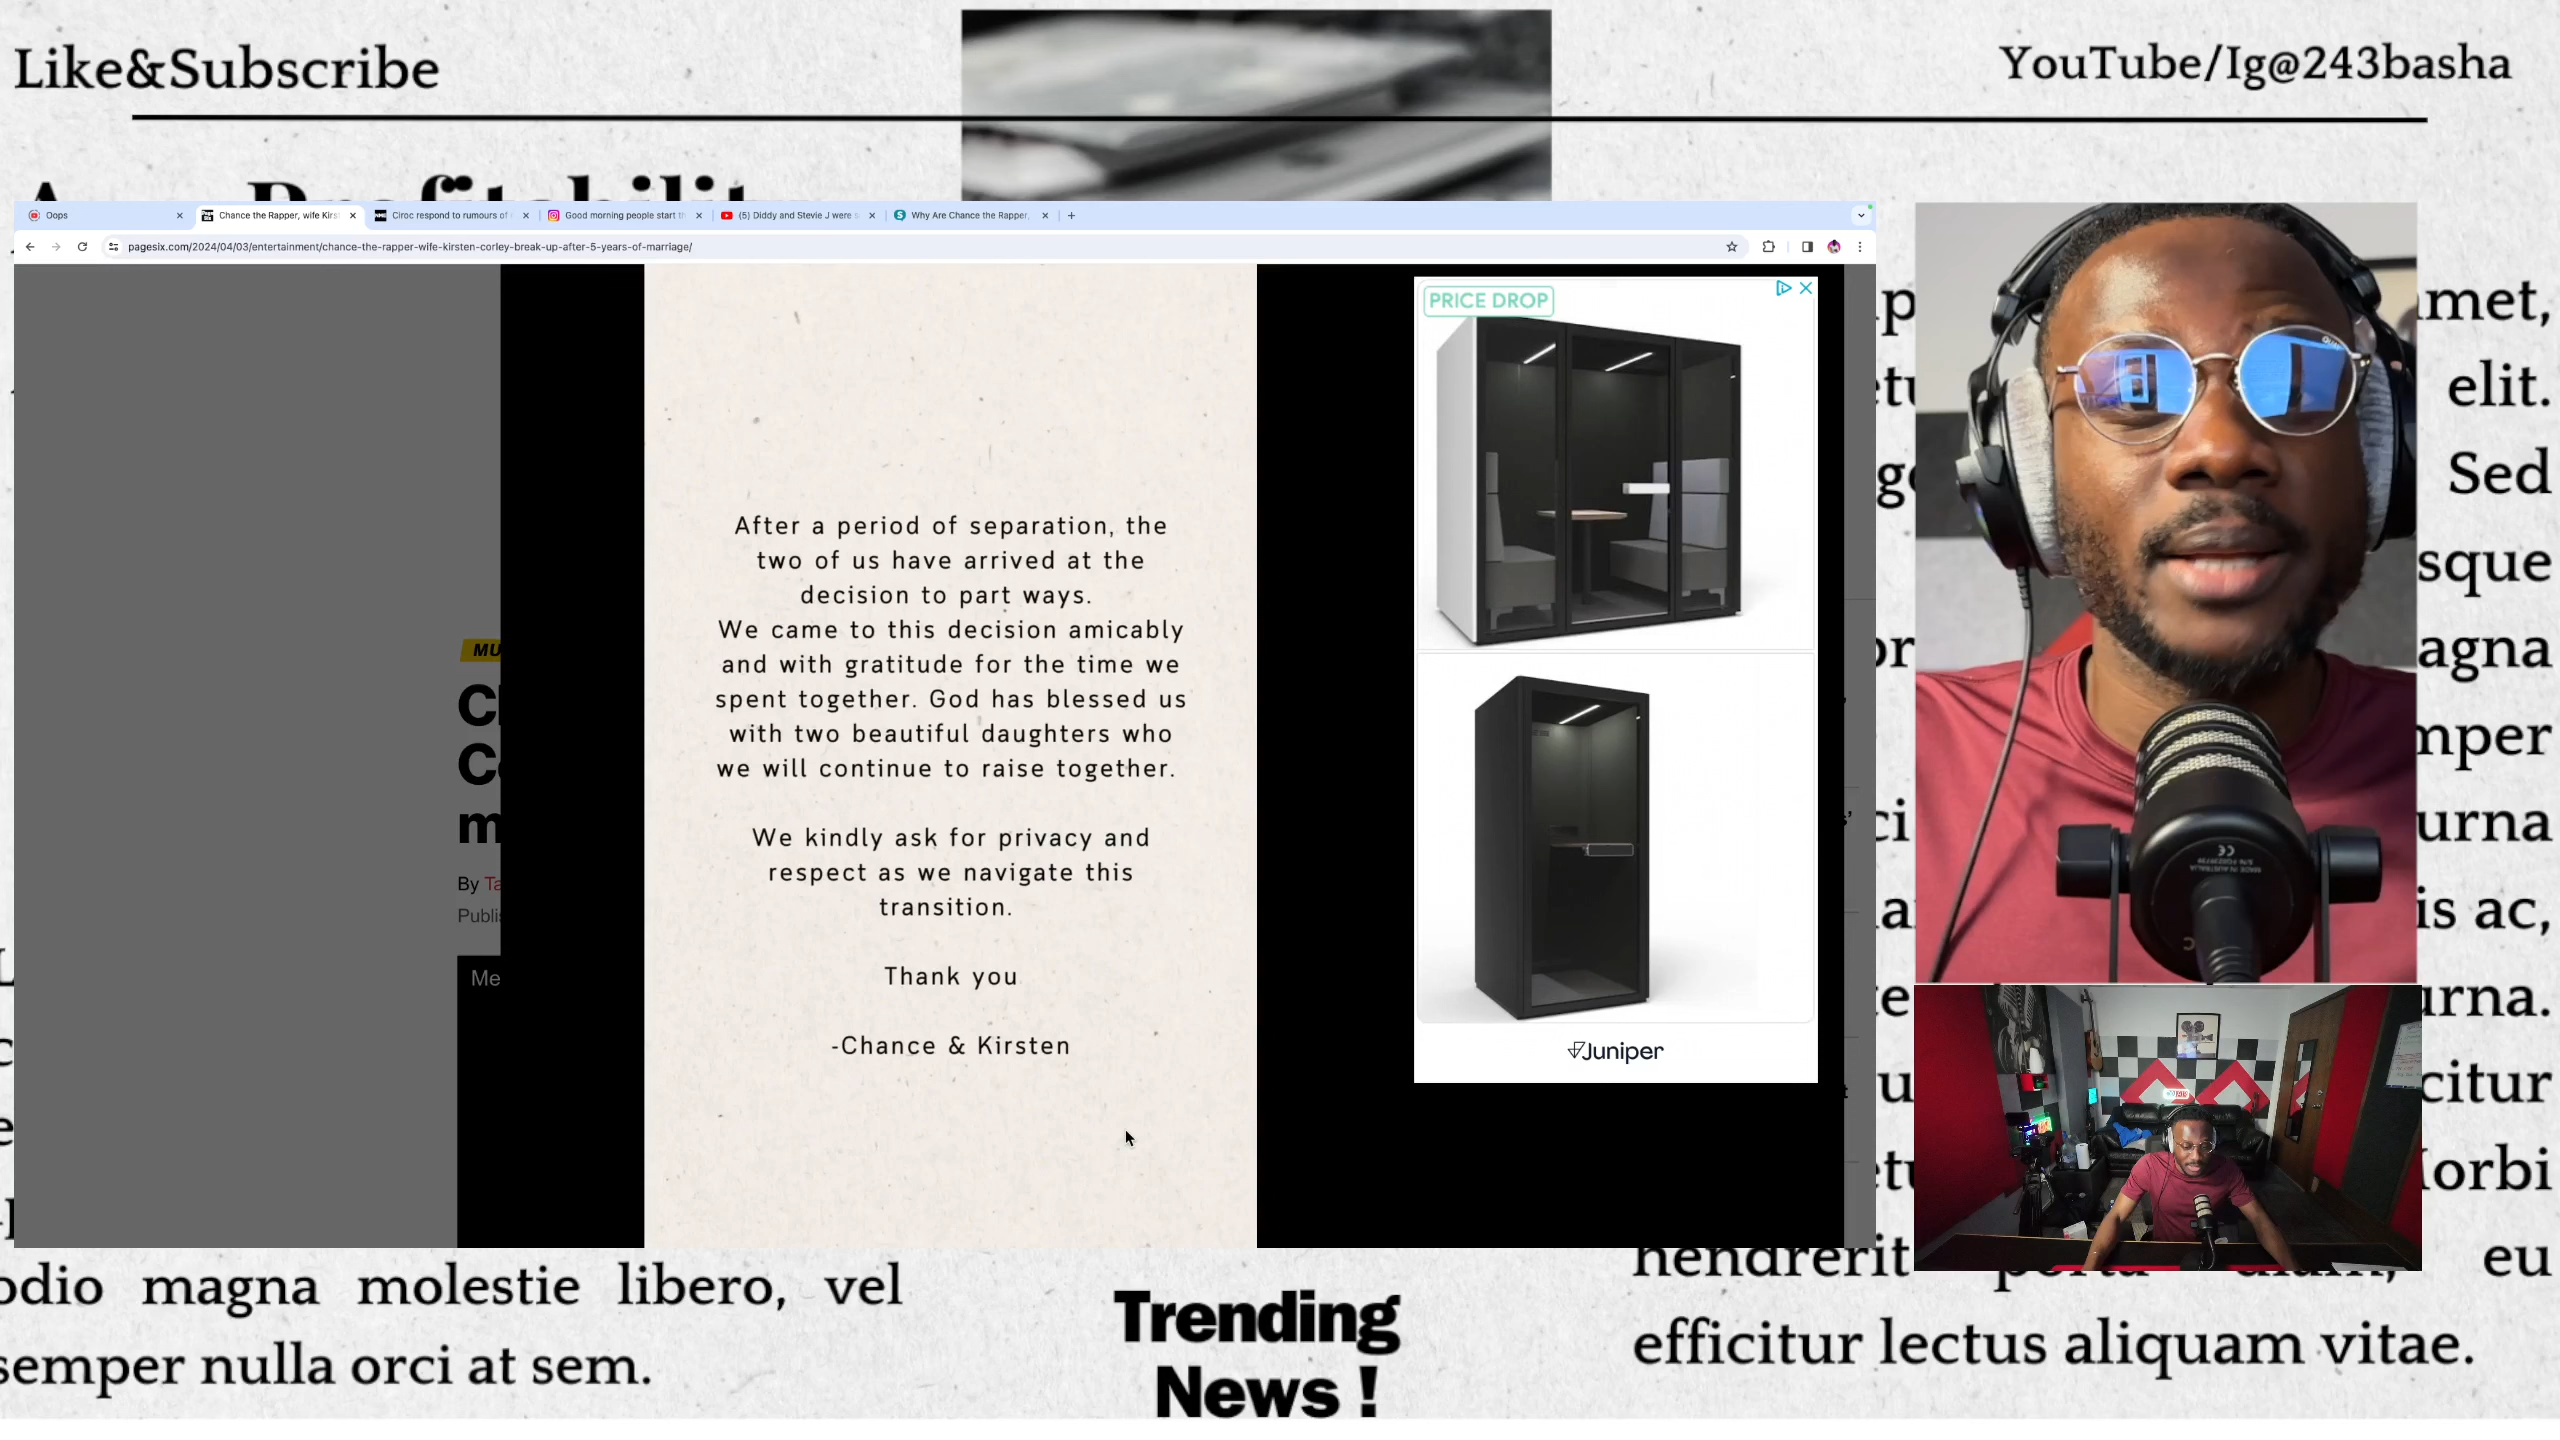 Like&Subscribe
YouTube/Ig@243basha
Oops
Chance the Rapper, wife Kirs
Ciroc respond to rumours of
Good morning people start th
(5) Diddy and Stevie J were s
Why Are Chance the Rapper,
pagesix.com/2024/04/03/entertainment/chance-the-rapper-wife-kirsten-corley-break-up-after-5-years-of-marriage/
MU
C
C
m
By Ta
Publis
Me
After a period of separation, the
two of us have arrived at the
decision to part ways.
We came to this decision amicably
and with gratitude for the time we
spent together. God has blessed us
with two beautiful daughters who
we will continue to raise together.
We kindly ask for privacy and
respect as we navigate this
transition.
Thank you
-Chance & Kirsten
PRICE DROP
Juniper
met,
elit.
Sed
sque
agna
mper
urna
is ac,
urna.
citur
orbi
hendrerit
eu
efficitur lectus aliquam vitae.
odio magna molestie libero, vel
semper nulla orci at sem.
Trending
News !